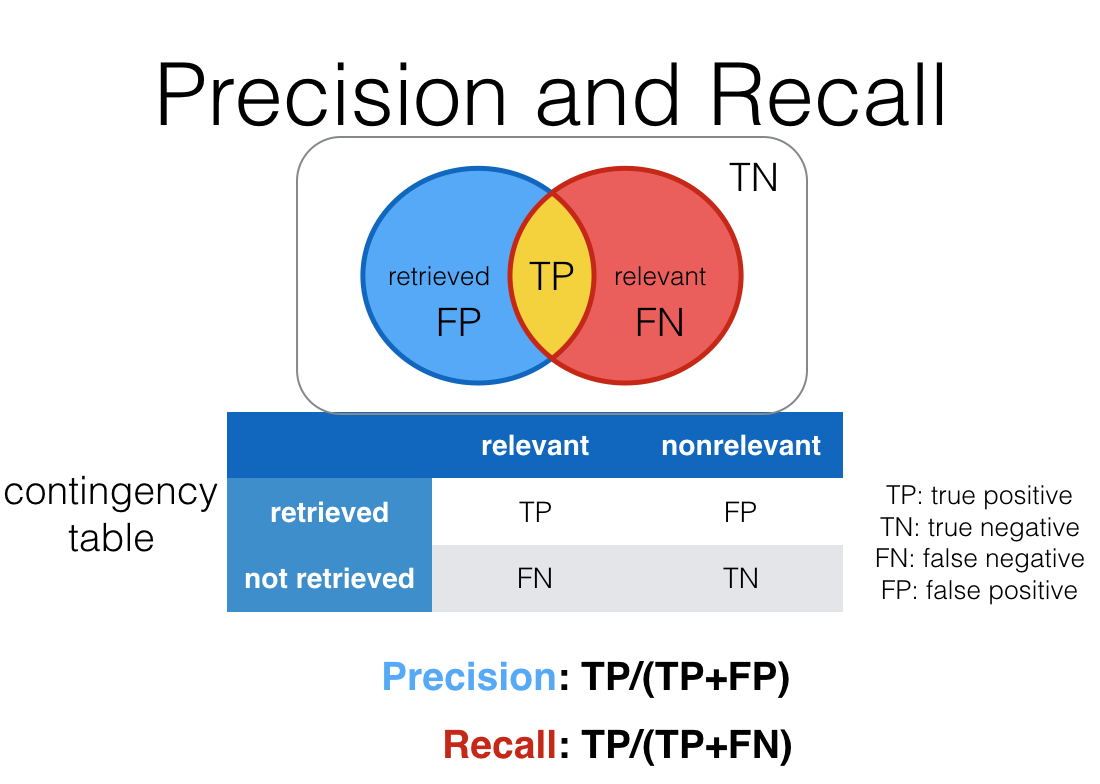 Precision and Recall
TN
retrieved
TP
relevant
FP
FN
relevant nonrelevant
contingency
table
retrieved TP FP
not retrieved FN TN
TP: true positive
TN: true negative
FN: false negative
FP: false positive
Precision: TP/(TP+FP)
Recall: TP/(TP+FN)